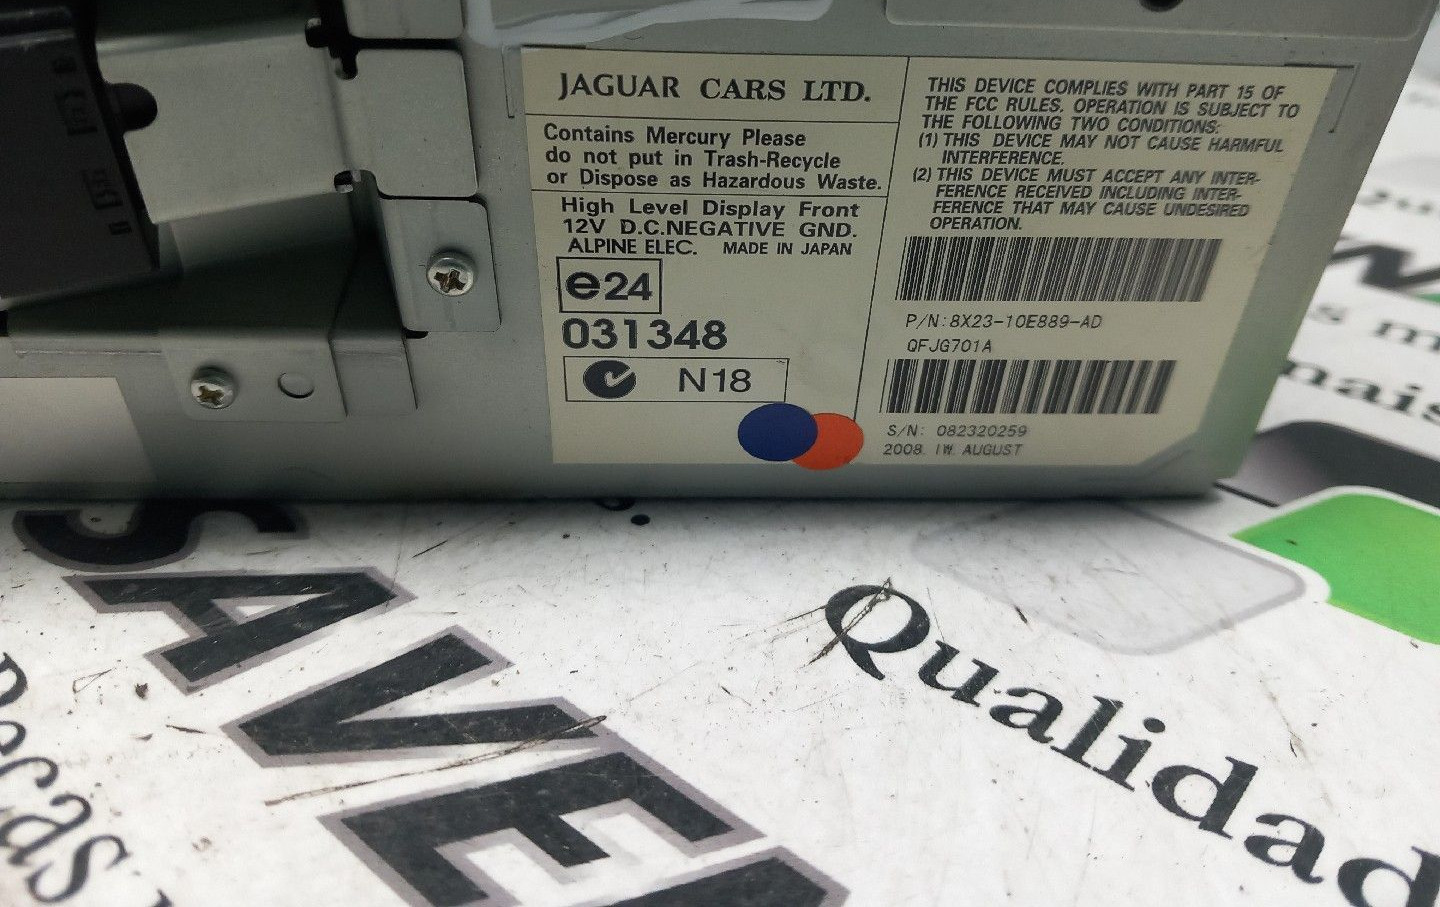 JAGUAR CARS LTD.
Contains Mercury Please
do not put in Trash-Recycle
or Dispose as Hazardous Waste.
High Level Display Front
12V D.C.NEGATIVE GND.
ALPINE ELEC. MADE IN JAPAN
e24
031348
N18
THIS DEVICE COMPLIES WITH PART 15 OF
THE FCC RULES. OPERATION IS SUBJECT TO
THE FOLLOWING TWO CONDITIONS:
(1) THIS DEVICE MAY NOT CAUSE HARMFUL
INTERFERENCE.
(2) THIS DEVICE MUST ACCEPT ANY INTER-
FERENCE RECEIVED INCLUDING INTER-
FERENCE THAT MAY CAUSE UNDESIRED
OPERATION.
P/N:8X23-10E889-AD
QFJG701A
S/N: 082320259
2008. 1W. AUGUST
Qualidad